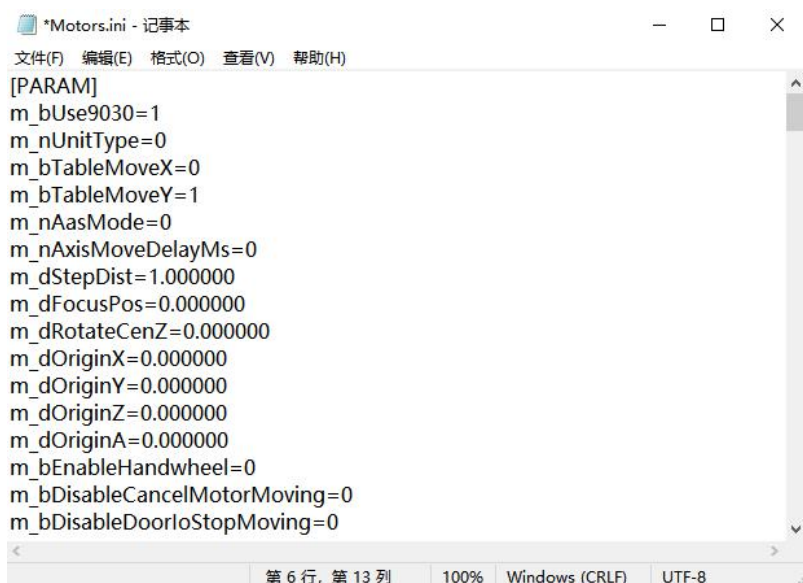 *Motors.ini - 记事本
文件(F) 编辑(E) 格式(O) 查看(V) 帮助(H)
[PARAM]
m_bUse9030=1
m_nUnitType=0
m_bTableMoveX=0
m_bTableMoveY=1
m_nAasMode=0
m_nAxisMoveDelayMs=0
m_dStepDist=1.000000
m_dFocusPos=0.000000
m_dRotateCenZ=0.000000
m_dOriginX=0.000000
m_dOriginY=0.000000
m_dOriginZ=0.000000
m_dOriginA=0.000000
m_bEnableHandwheel=0
m_bDisableCancelMotorMoving=0
m_bDisableDoorIoStopMoving=0
第 6 行, 第 13 列 100% Windows (CRLF) UTF-8